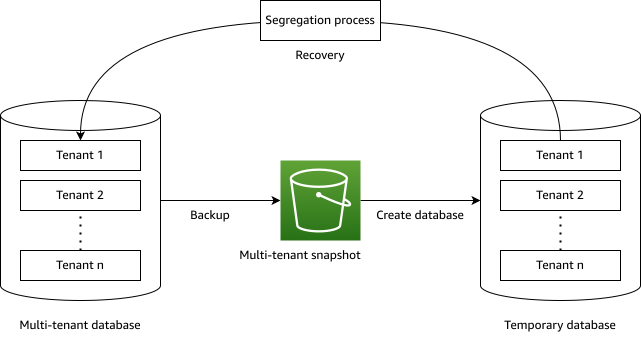 Segregation process
Recovery
Tenant 1
Tenant 2
Tenant n
Multi-tenant database
Backup
Multi-tenant snapshot
Create database
Tenant 1
Tenant 2
Tenant n
Temporary database